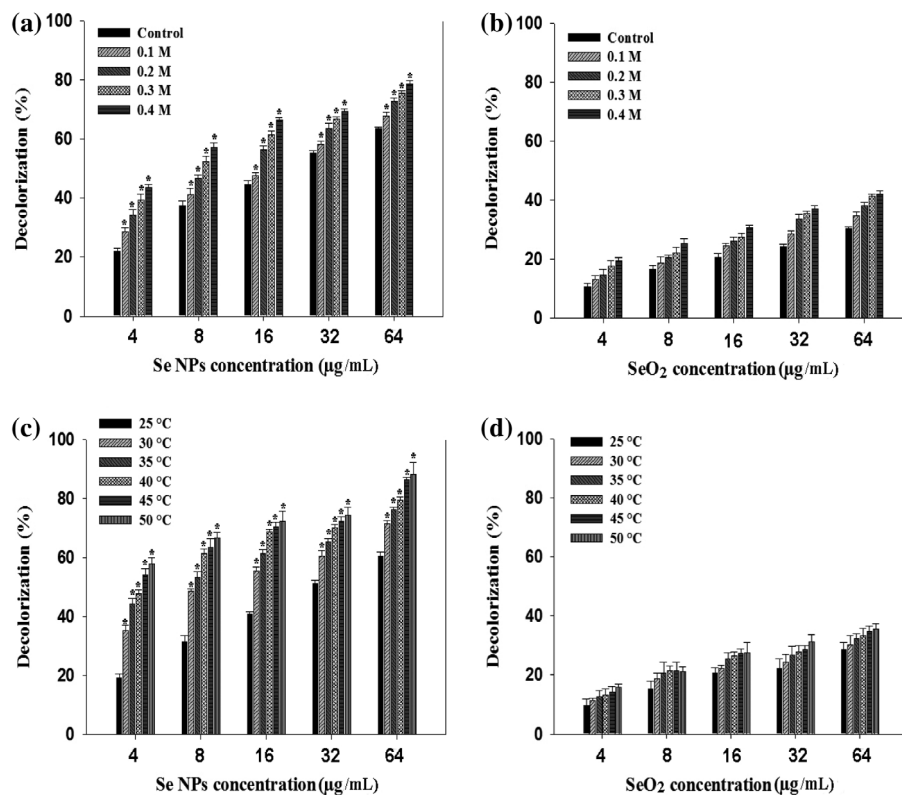 (a)
100
80
60
40
20
0
Decolorization (%)
Control
0.1 M
0.2 M
0.3 M
0.4 M
* * * *
* * * *
* * * *
* * * *
* * * *
4 8 16 32 64
Se NPs concentration (µg/mL)
(b)
100
80
60
40
20
0
Decolorization (%)
Control
0.1 M
0.2 M
0.3 M
0.4 M
4 8 16 32 64
SeO2 concentration (µg/mL)
(c)
100
80
60
40
20
0
Decolorization (%)
25 °C
30 °C
35 °C
40 °C
45 °C
50 °C
* * * * *
* * * * *
* * * * *
* * * * *
* * * * *
4 8 16 32 64
Se NPs concentration (µg/mL)
(d)
100
80
60
40
20
0
Decolorization (%)
25 °C
30 °C
35 °C
40 °C
45 °C
50 °C
4 8 16 32 64
SeO2 concentration (µg/mL)